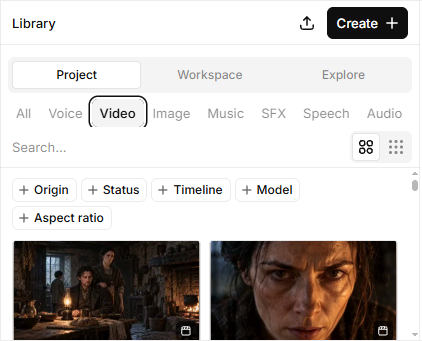 Library
Create
Project Workspace Explore
All Voice Video Image Music SFX Speech Audio
Search...
Origin Status Timeline Model
Aspect ratio